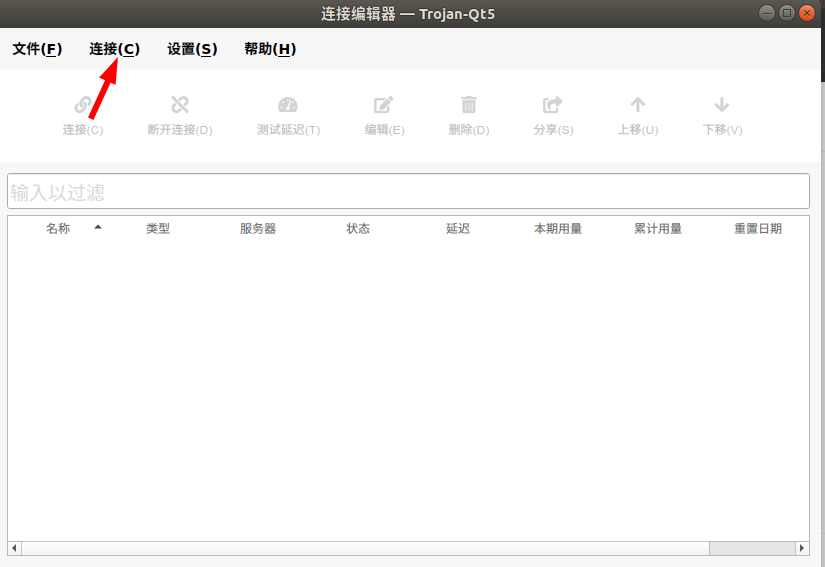 连接编辑器 — Trojan-Qt5
文件(F) 连接(C) 设置(S) 帮助(H)
连接(C) 断开连接(D) 测试延迟(T) 编辑(E) 删除(D) 分享(S) 上移(U) 下移(V)
输入以过滤
名称 类型 服务器 状态 延迟 本期用量 累计用量 重置日期